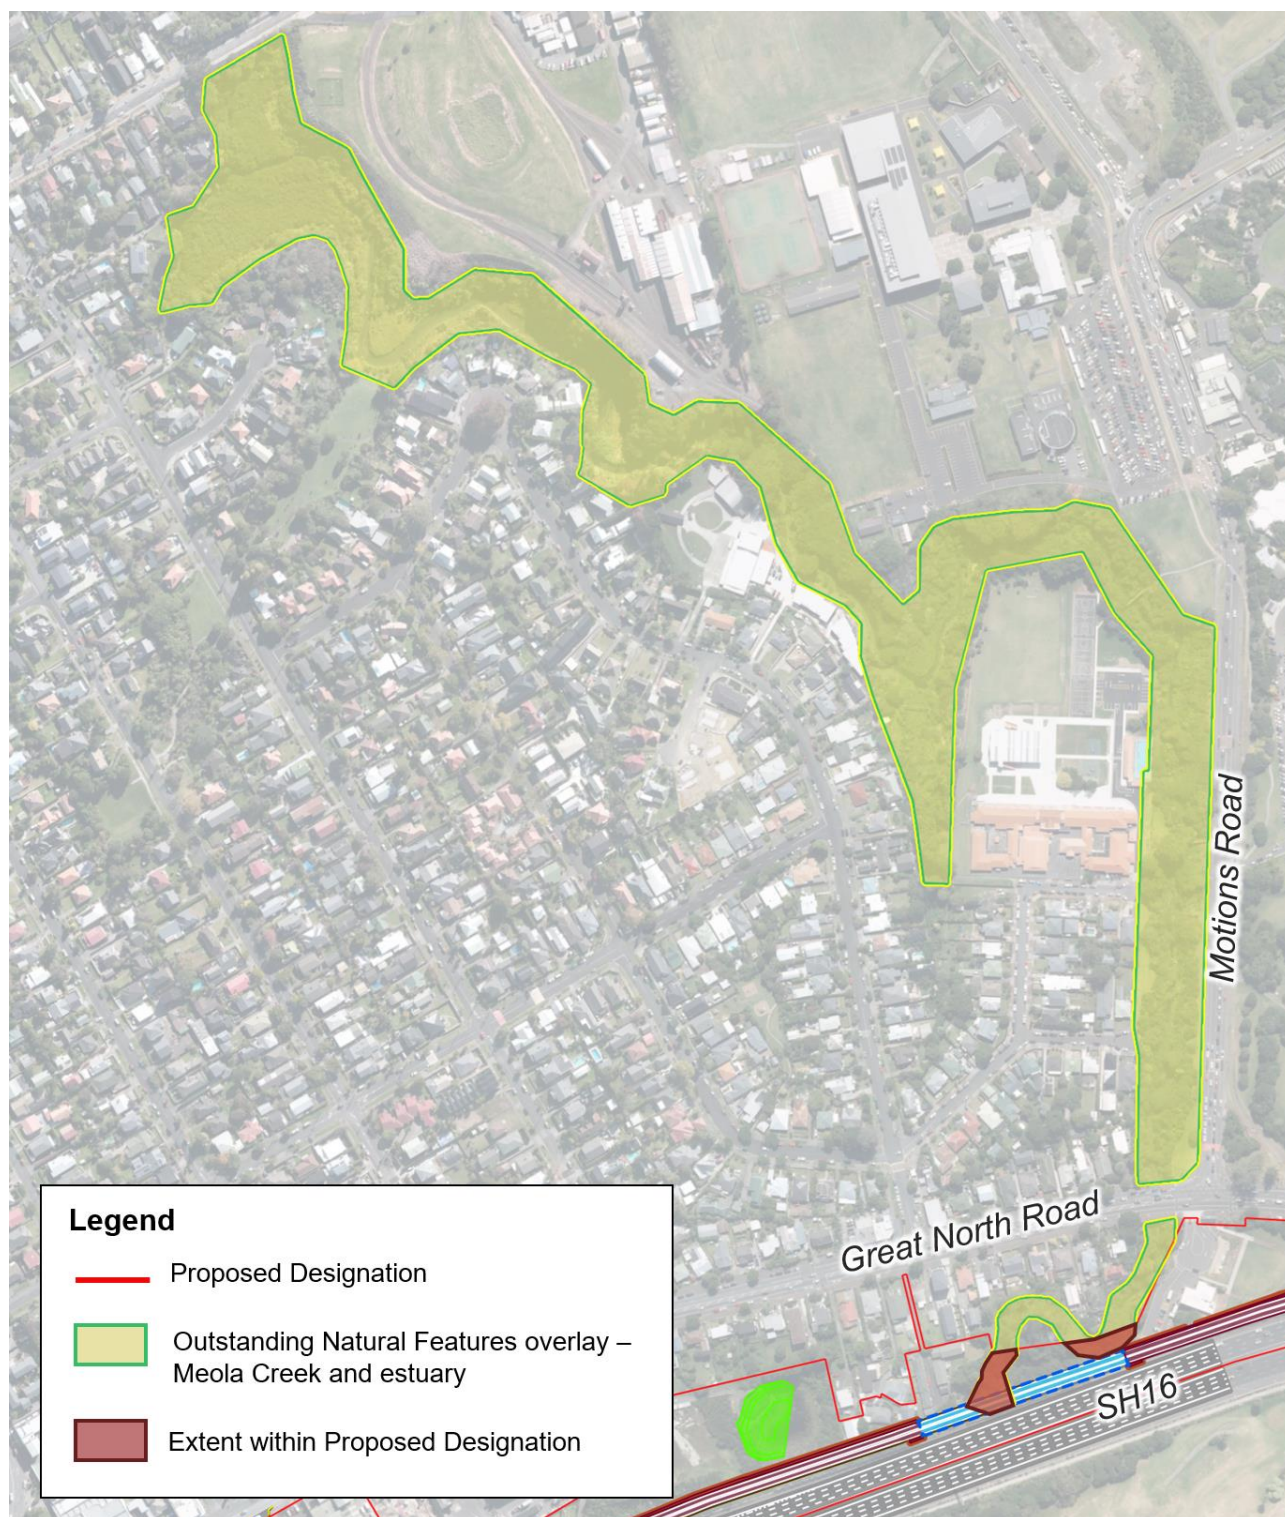 Motions Road
Great North Road
SH16
Legend
Proposed Designation
Outstanding Natural Features overlay –
Meola Creek and estuary
Extent within Proposed Designation